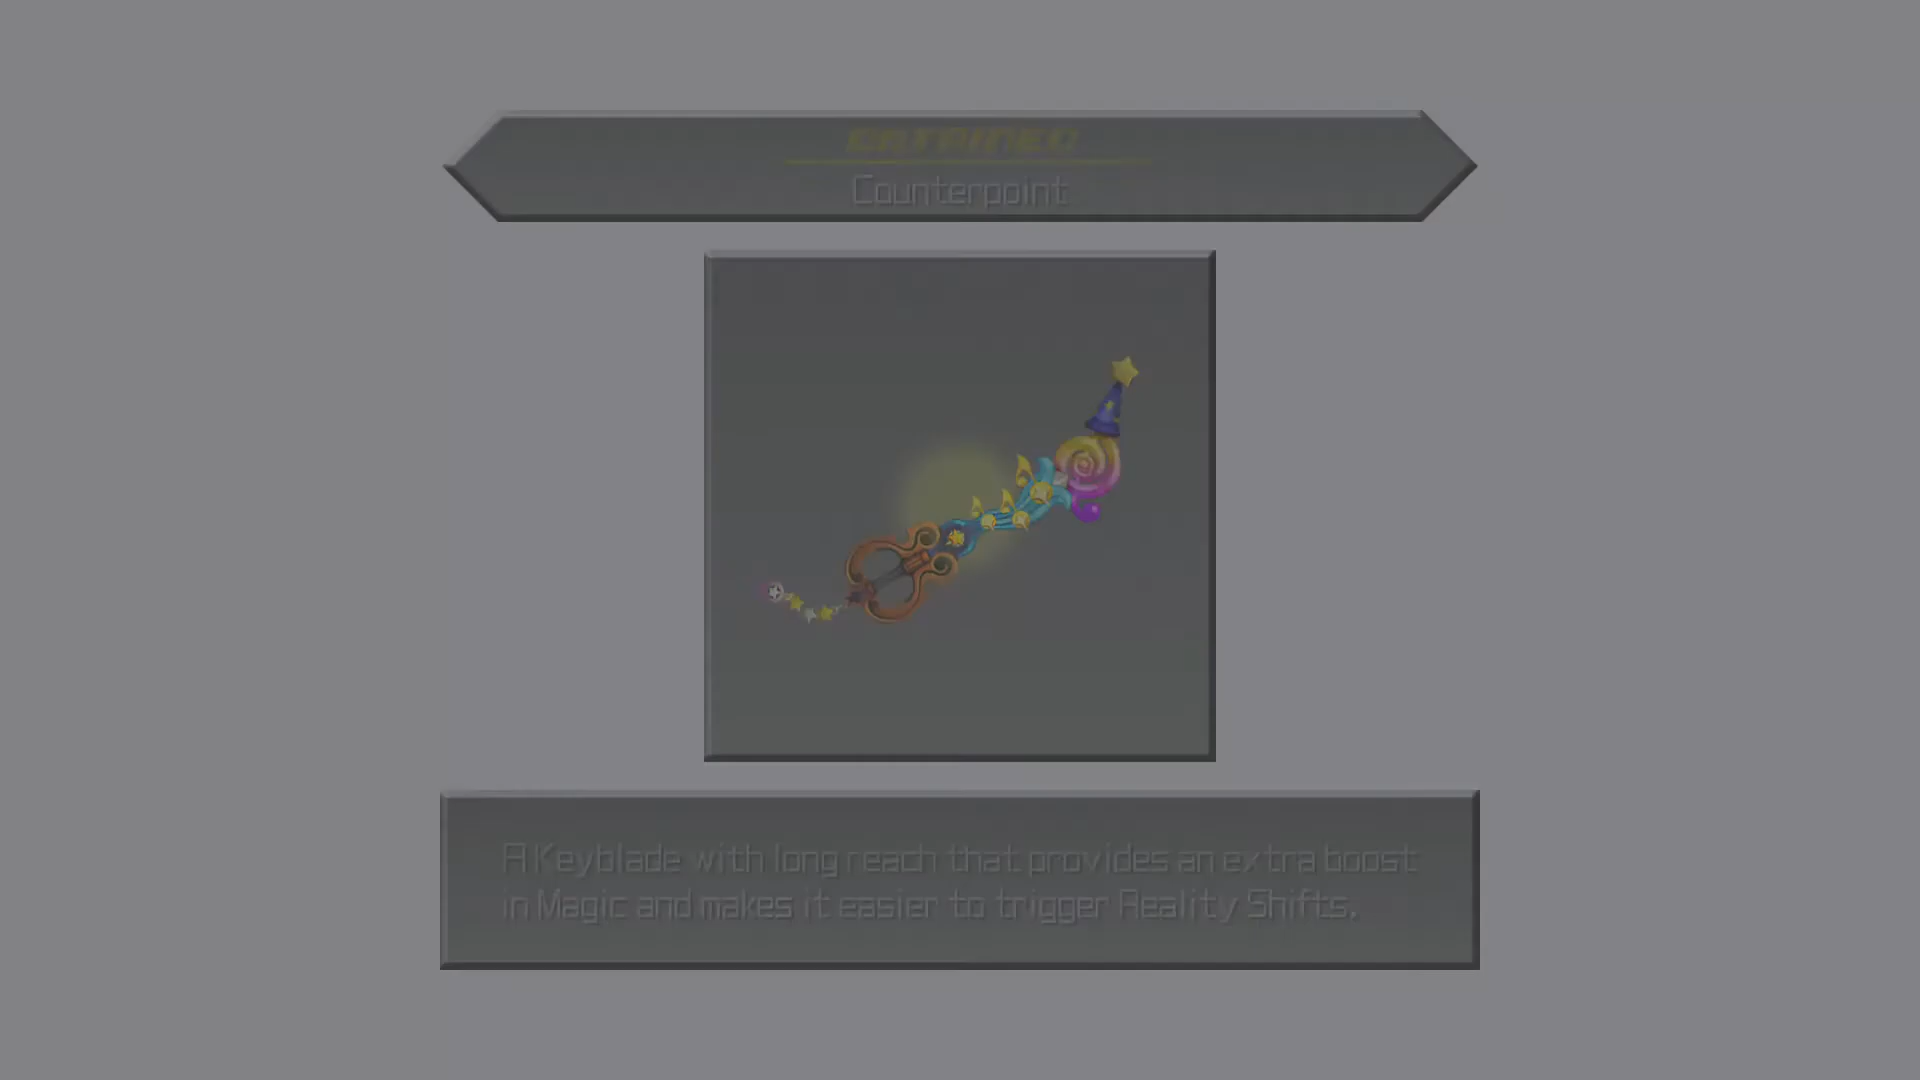 OBTAINED
Counterpoint
A Keyblade with long reach that provides an extra boost
in Magic and makes it easier to trigger Reality Shifts.